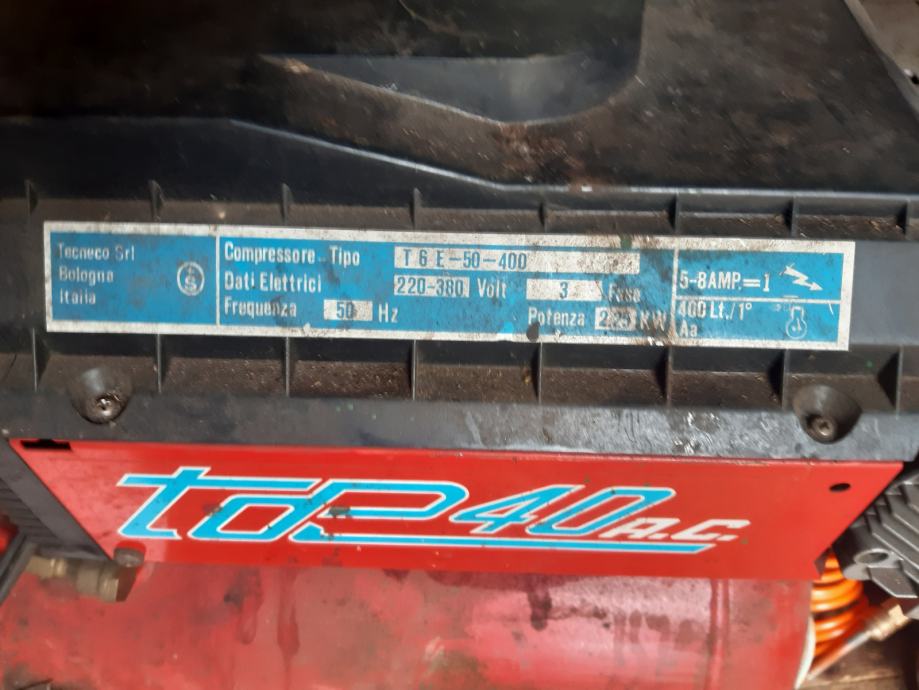 Tecneco Srl
Bologna
Italia
S
Compressore Tipo T 6 E-50-400
Dati Elettrici 220-380 Volt 3 Fase
Frequenza 50 Hz Potenza KW
5-8AMP.=1
400 Lt./1°
Aa
toP 40 A.C.